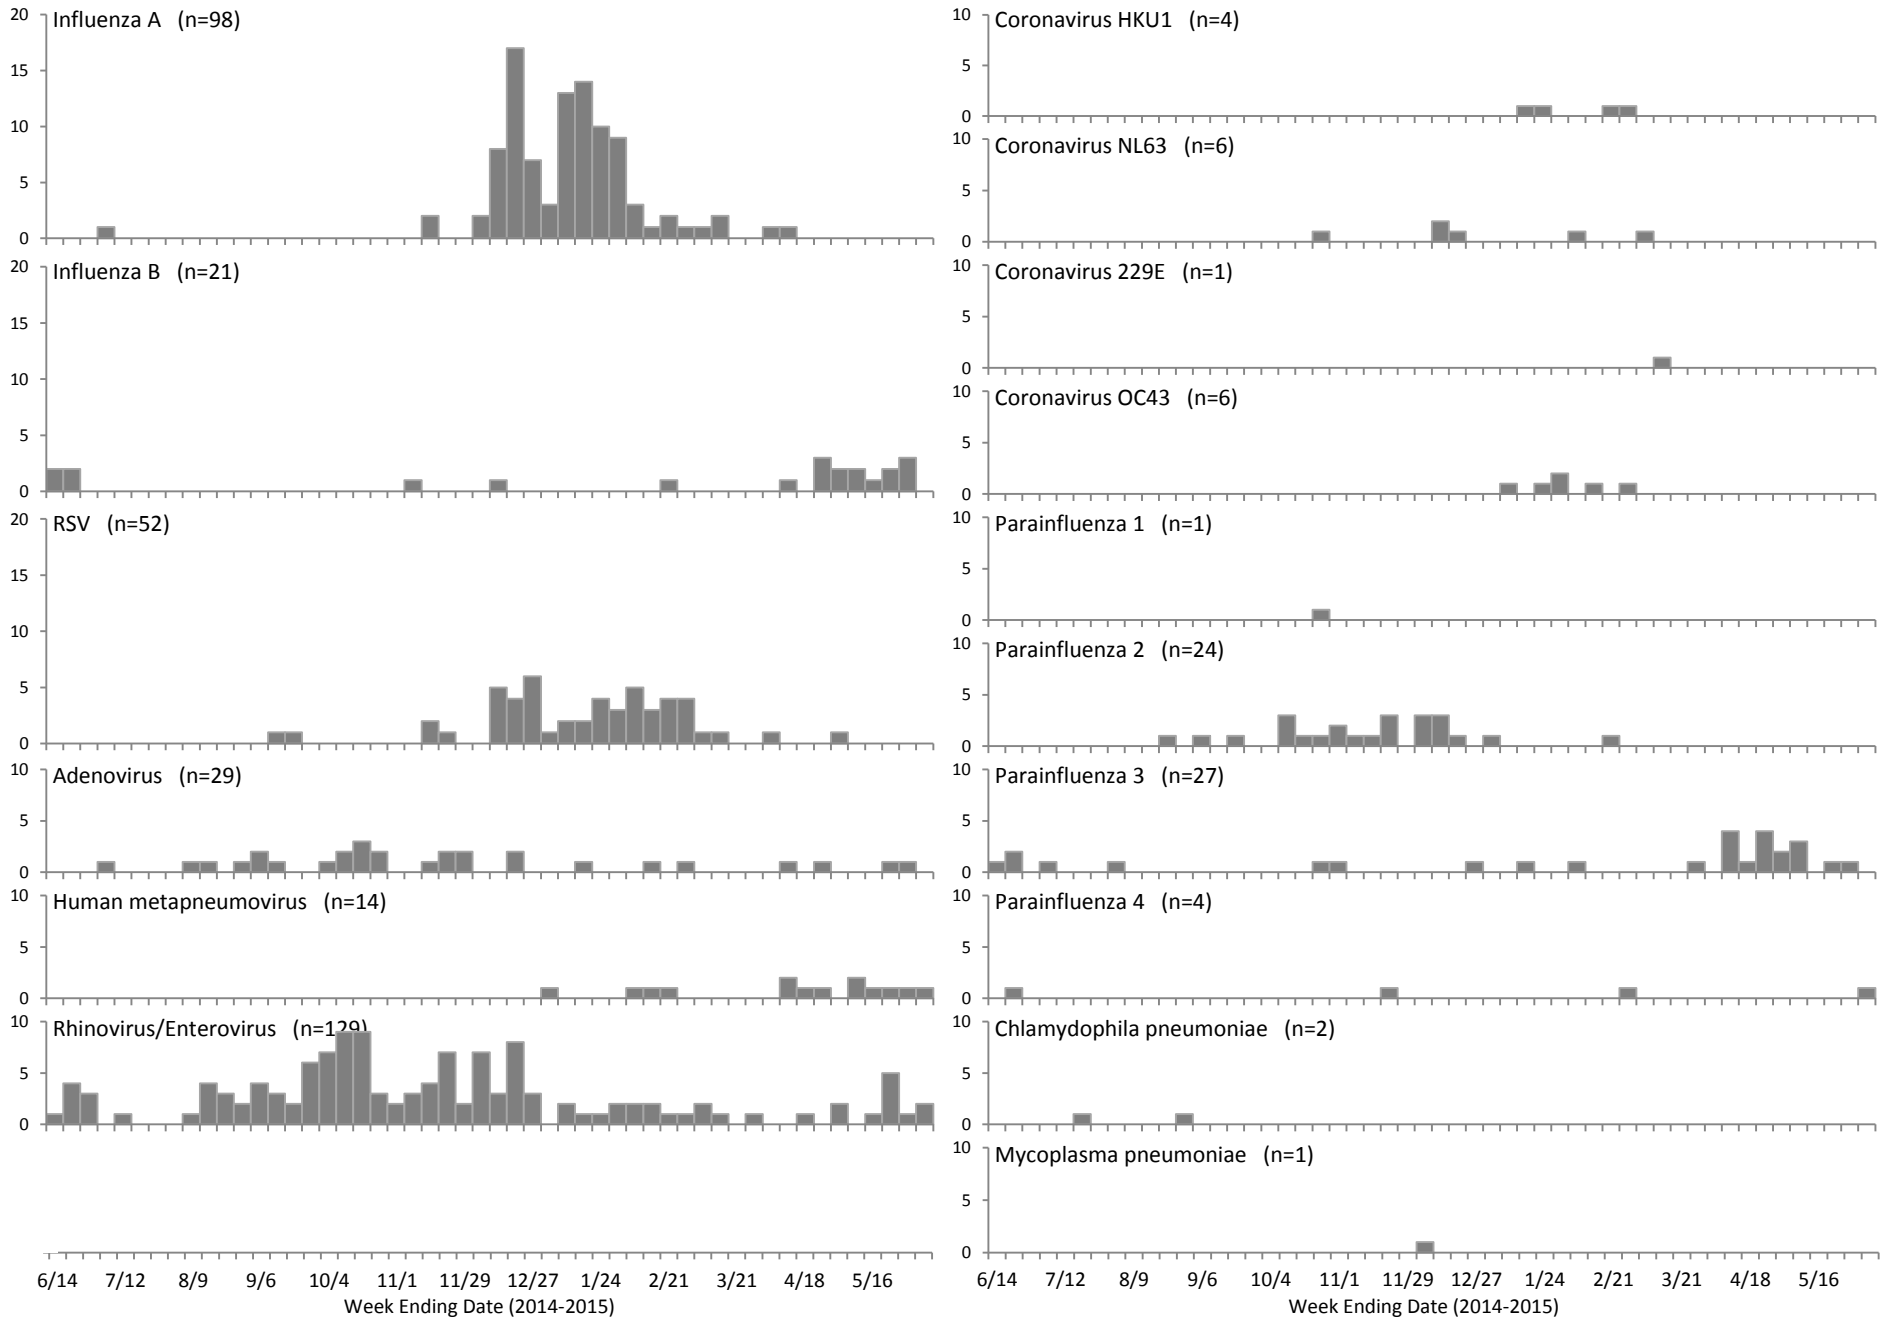 Influenza A (n=98)
20
15
10
5
0
Influenza B (n=21)
20
15
10
5
0
RSV (n=52)
20
15
10
5
0
Adenovirus (n=29)
10
5
0
Human metapneumovirus (n=14)
10
5
0
Rhinovirus/Enterovirus (n=129)
10
5
0
6/14 7/12 8/9 9/6 10/4 11/1 11/29 12/27 1/24 2/21 3/21 4/18 5/16
Week Ending Date (2014-2015)
Coronavirus HKU1 (n=4)
10
5
0
Coronavirus NL63 (n=6)
10
5
0
Coronavirus 229E (n=1)
10
5
0
Coronavirus OC43 (n=6)
10
5
0
Parainfluenza 1 (n=1)
10
5
0
Parainfluenza 2 (n=24)
10
5
0
Parainfluenza 3 (n=27)
10
5
0
Parainfluenza 4 (n=4)
10
5
0
Chlamydophila pneumoniae (n=2)
10
5
0
Mycoplasma pneumoniae (n=1)
10
5
0
6/14 7/12 8/9 9/6 10/4 11/1 11/29 12/27 1/24 2/21 3/21 4/18 5/16
Week Ending Date (2014-2015)